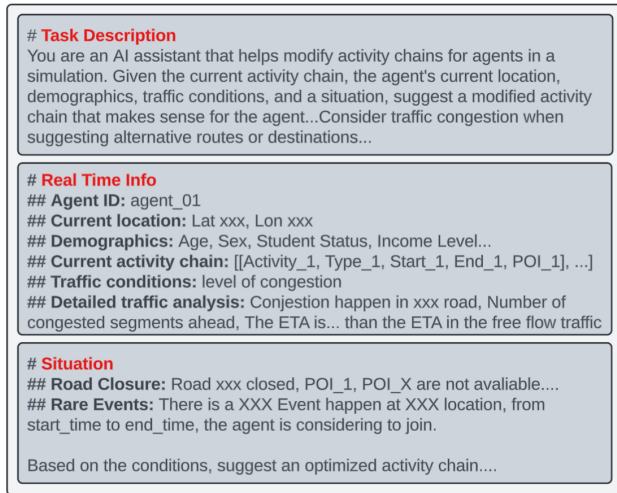 # Task Description
You are an AI assistant that helps modify activity chains for agents in a
simulation. Given the current activity chain, the agent's current location,
demographics, traffic conditions, and a situation, suggest a modified activity
chain that makes sense for the agent...Consider traffic congestion when
suggesting alternative routes or destinations...
# Real Time Info
## Agent ID: agent_01
## Current location: Lat xxx, Lon xxx
## Demographics: Age, Sex, Student Status, Income Level...
## Current activity chain: [[Activity_1, Type_1, Start_1, End_1, POI_1], ...]
## Traffic conditions: level of congestion
## Detailed traffic analysis: Conjestion happen in xxx road, Number of
congested segments ahead, The ETA is... than the ETA in the free flow traffic
# Situation
## Road Closure: Road xxx closed, POI_1, POI_X are not avaliable....
## Rare Events: There is a XXX Event happen at XXX location, from
start_time to end_time, the agent is considering to join.
Based on the conditions, suggest an optimized activity chain....